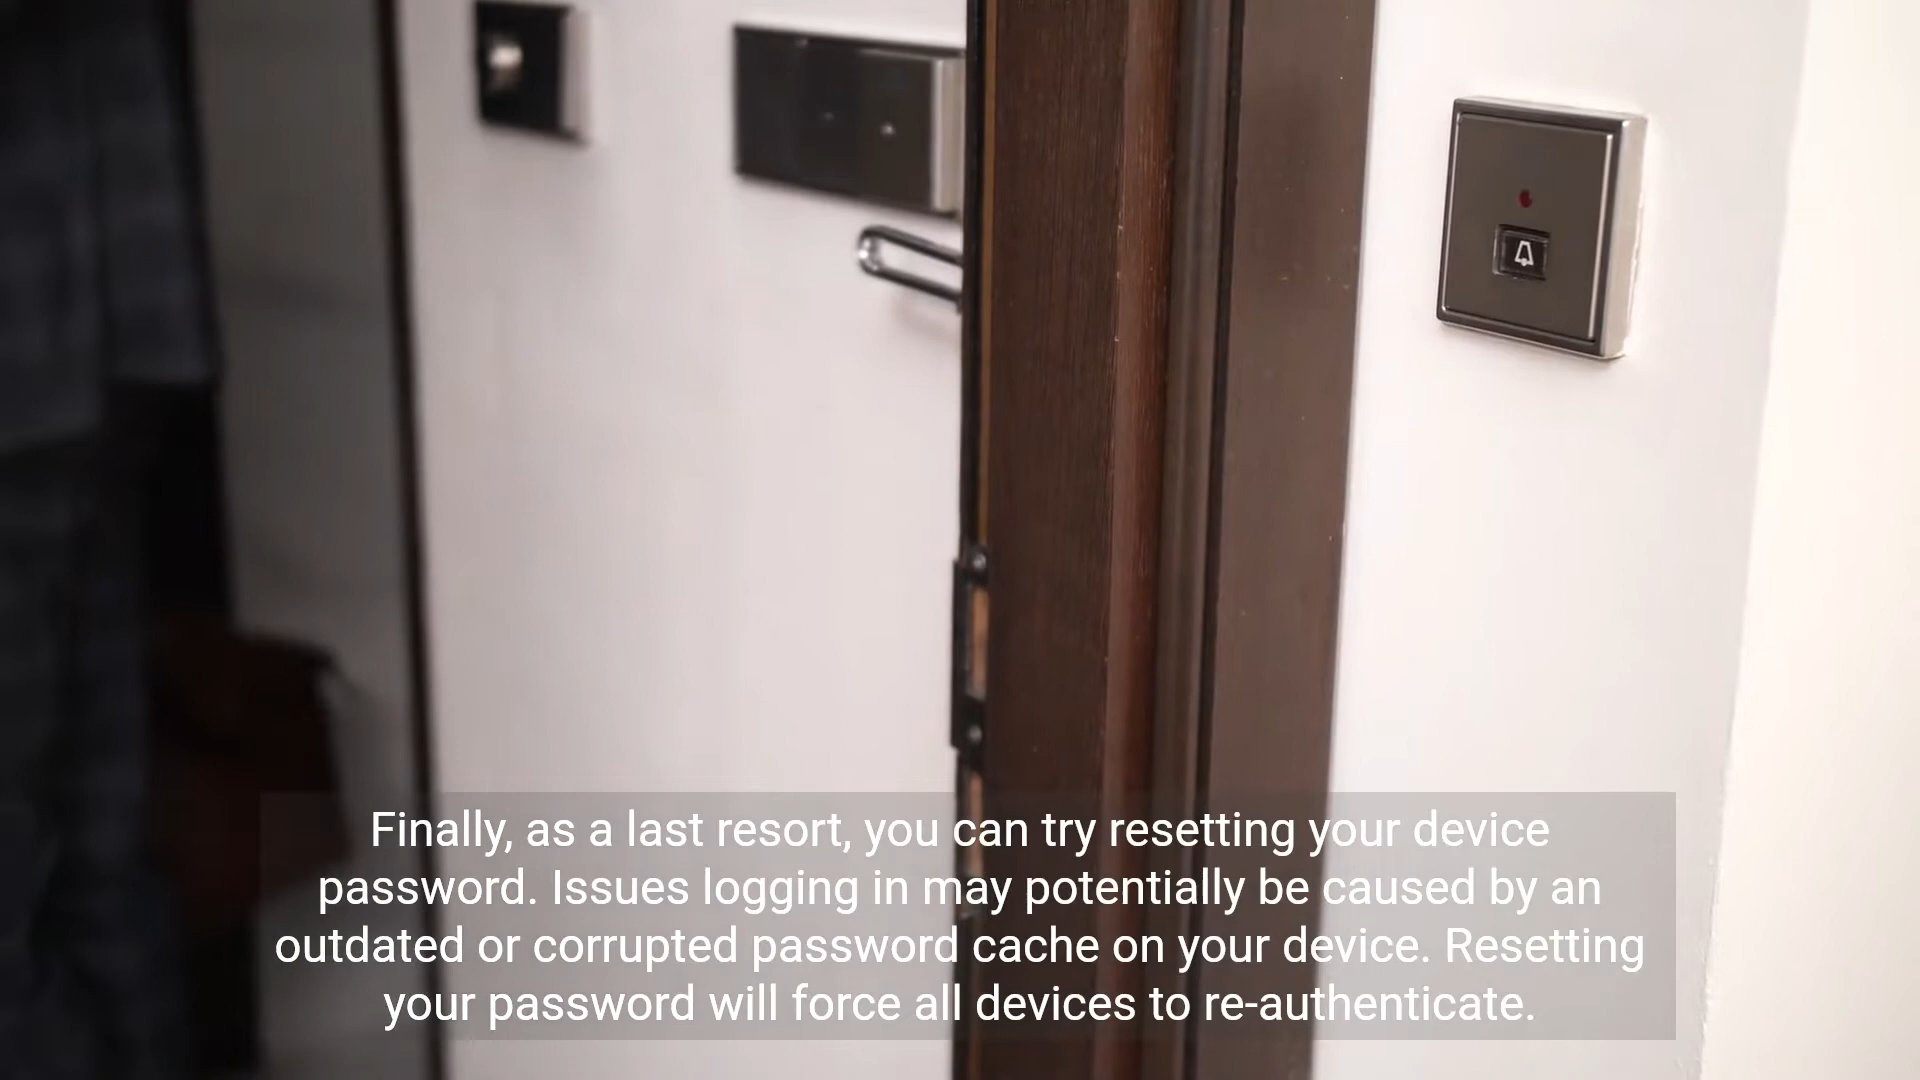 Finally, as a last resort, you can try resetting your device
password. Issues logging in may potentially be caused by an
outdated or corrupted password cache on your device. Resetting
your password will force all devices to re-authenticate.